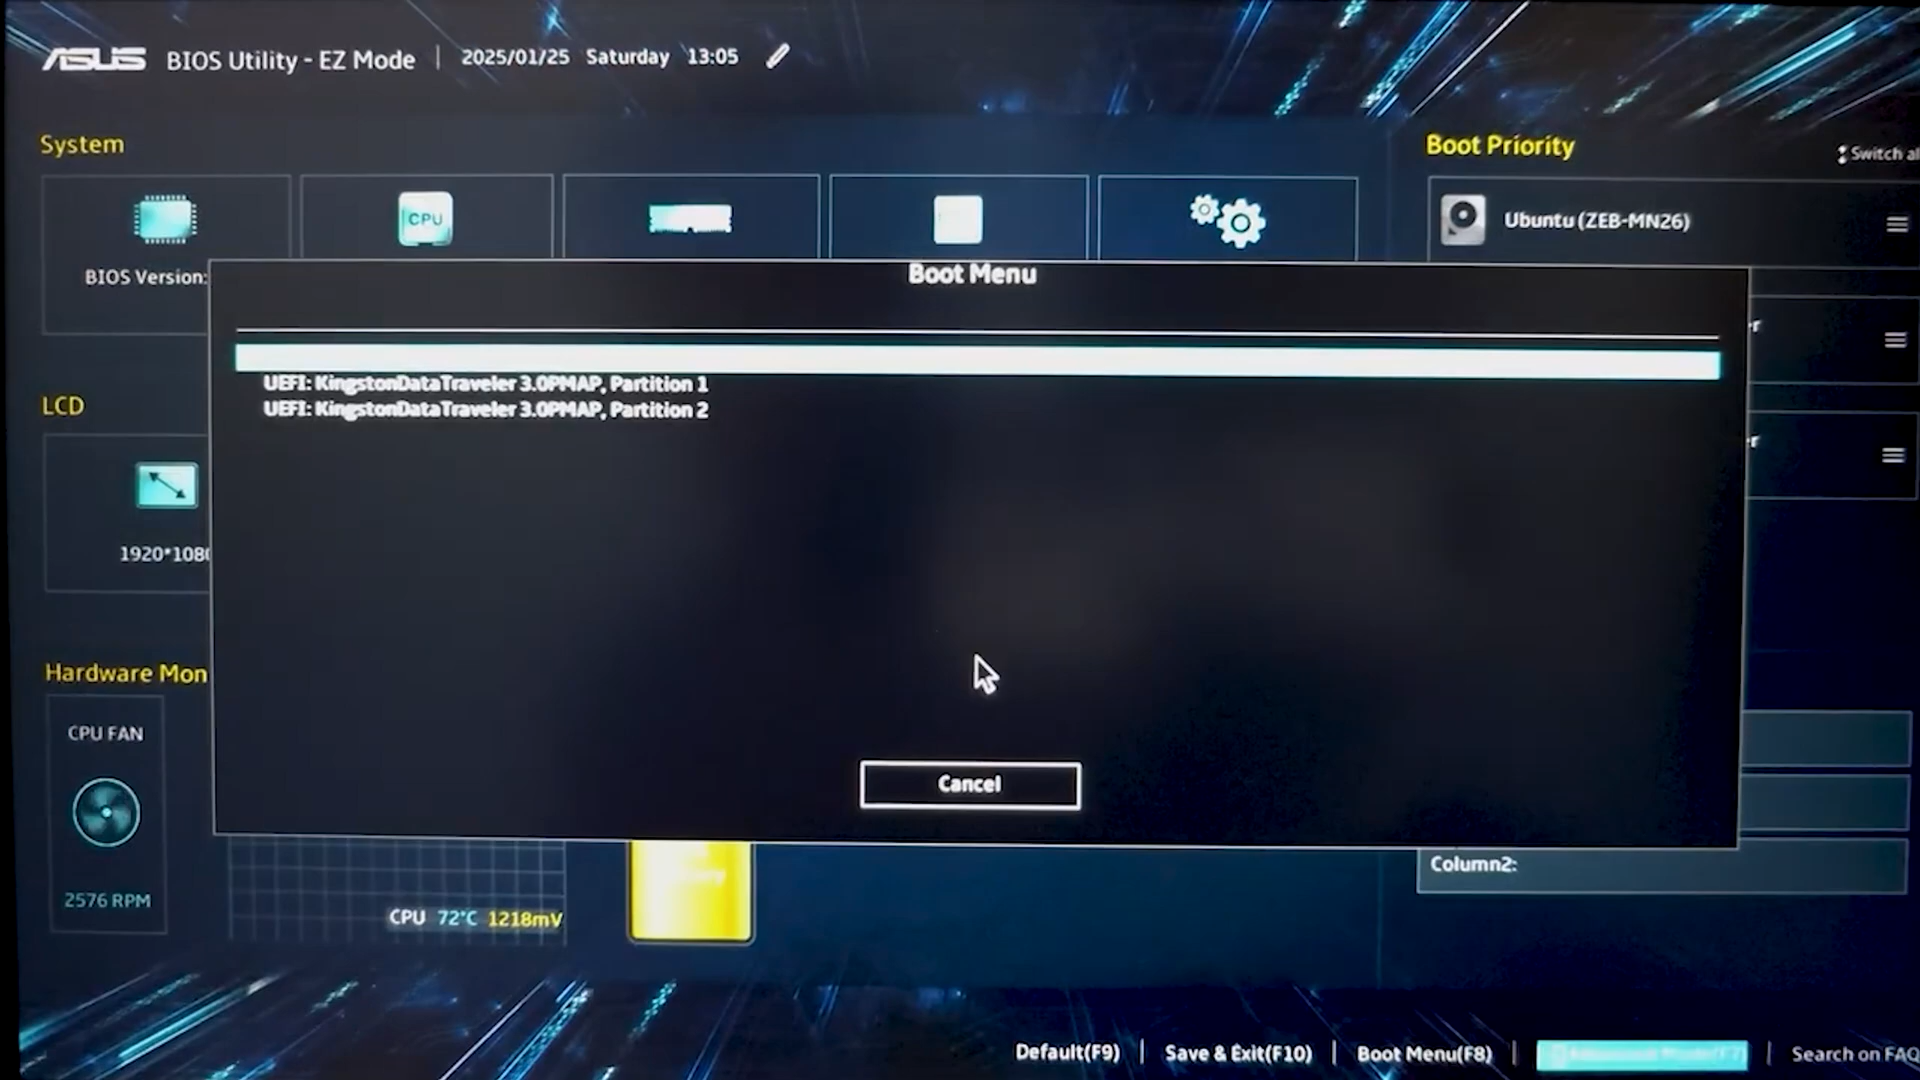 ASUS BIOS Utility - EZ Mode 2025/01/25 Saturday 13:05
System
Boot Priority
Switch al
CPU
Ubuntu (ZEB-MN26)
BIOS Version:
Boot Menu
UEFI: KingstonDataTraveler 3.0PMAP, Partition 1
UEFI: KingstonDataTraveler 3.0PMAP, Partition 2
LCD
1920*1080
Hardware Mon
CPU FAN
2576 RPM
Cancel
CPU 72°C 1218mV
Column2:
Default(F9) Save & Exit(F10) Boot Menu(F8) Search on FAQ